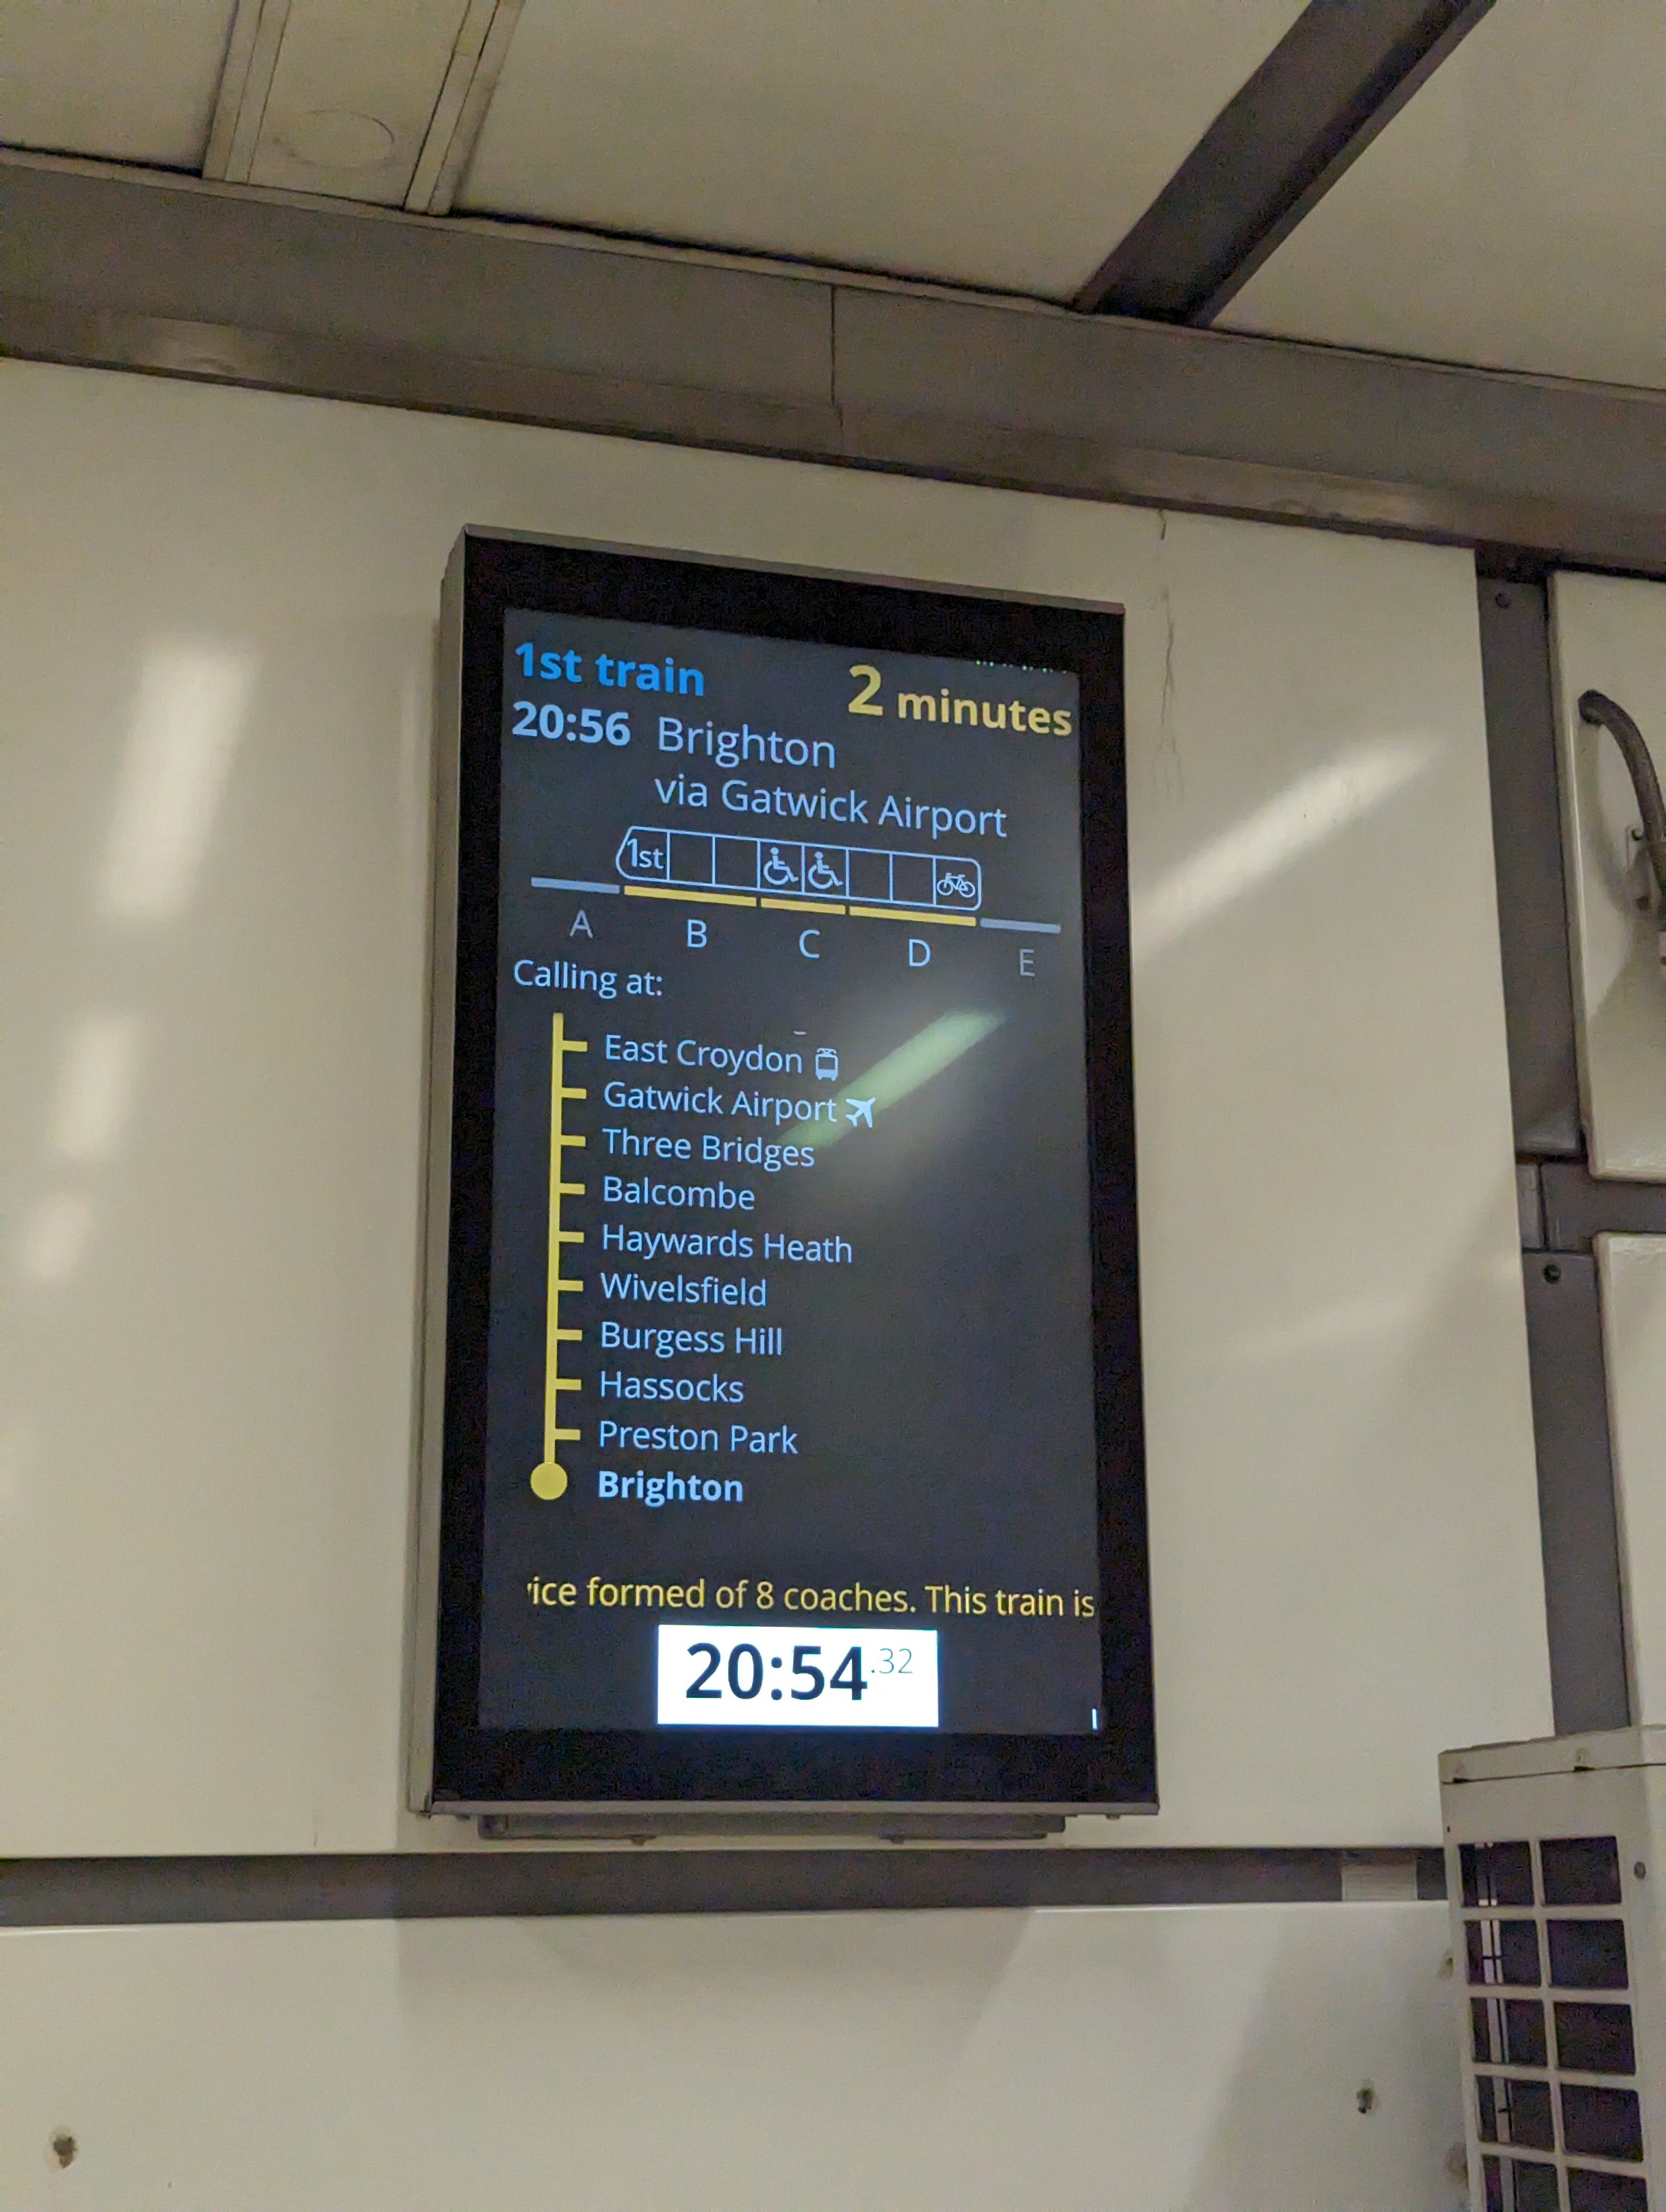 1st train 2 minutes
20:56 Brighton
via Gatwick Airport
1st
A B C D E
Calling at:
East Croydon
Gatwick Airport
Three Bridges
Balcombe
Haywards Heath
Wivelsfield
Burgess Hill
Hassocks
Preston Park
Brighton
formed of 8 coaches. This train is
20:54.32